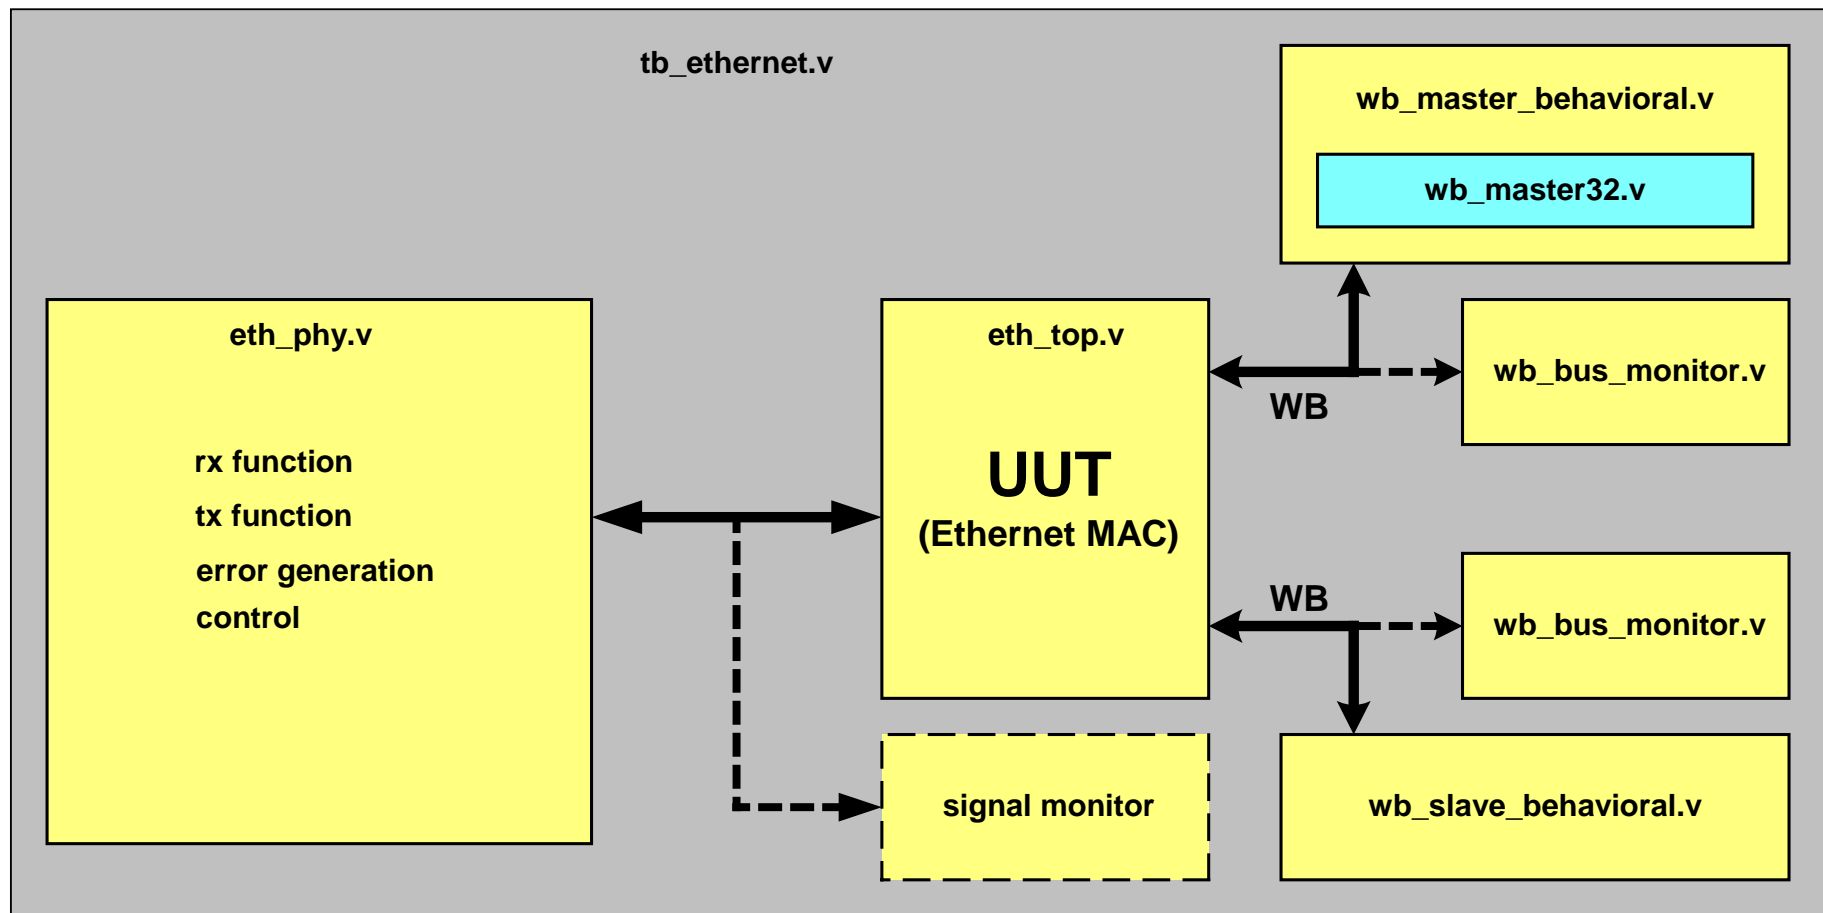 tb_ethernet.v
wb_master_behavioral.v
wb_master32.v
eth_phy.v
rx function
tx function
error generation
control
eth_top.v
UUT
(Ethernet MAC)
WB
wb_bus_monitor.v
WB
wb_bus_monitor.v
signal monitor
wb_slave_behavioral.v